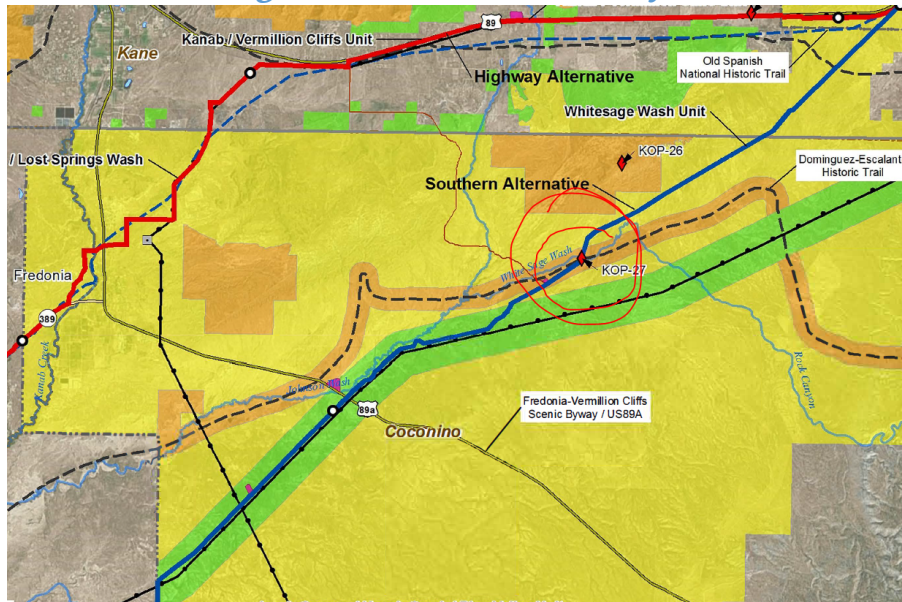 89
Kanab / Vermillion Cliffs Unit
Kane
Old Spanish
National Historic Trail
Highway Alternative
Whitesage Wash Unit
KOP-26
/ Lost Springs Wash
Dominguez-Escalant
Historic Trail
Southern Alternative
White Sage Wash
KOP-27
Fredonia
389
Kanab Creek
Rock Canyon
Johnson Wash
89a
Fredonia-Vermillion Cliffs
Scenic Byway / US89A
Coconino